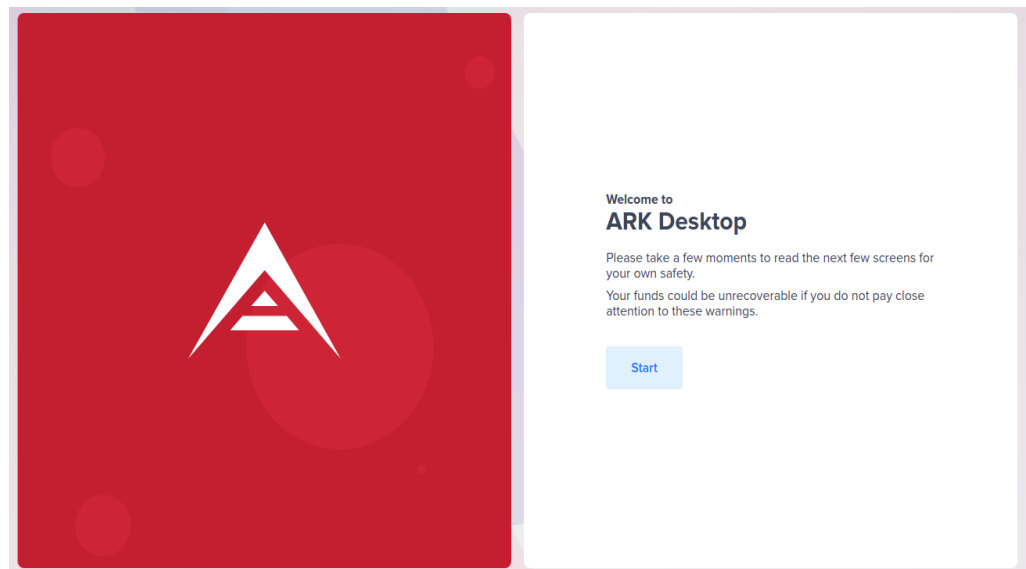 Welcome to
ARK Desktop
Please take a few moments to read the next few screens for
your own safety.
Your funds could be unrecoverable if you do not pay close
attention to these warnings.
Start